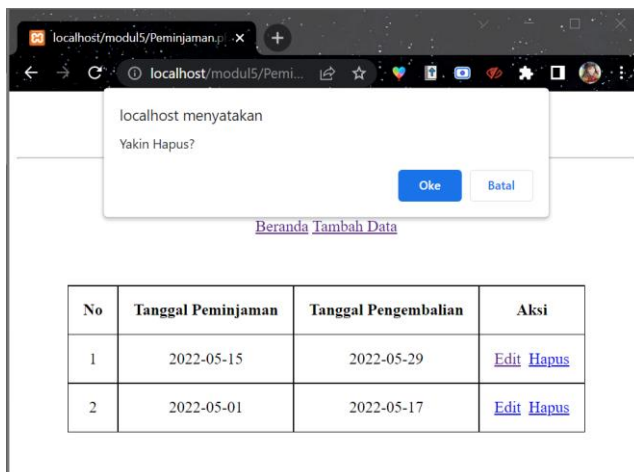 localhost/modul5/Peminjaman.p
localhost/modul5/Pemi...
localhost menyatakan
Yakin Hapus?
Oke Batal
Beranda Tambah Data
No Tanggal Peminjaman Tanggal Pengembalian Aksi
1 2022-05-15 2022-05-29 Edit Hapus
2 2022-05-01 2022-05-17 Edit Hapus